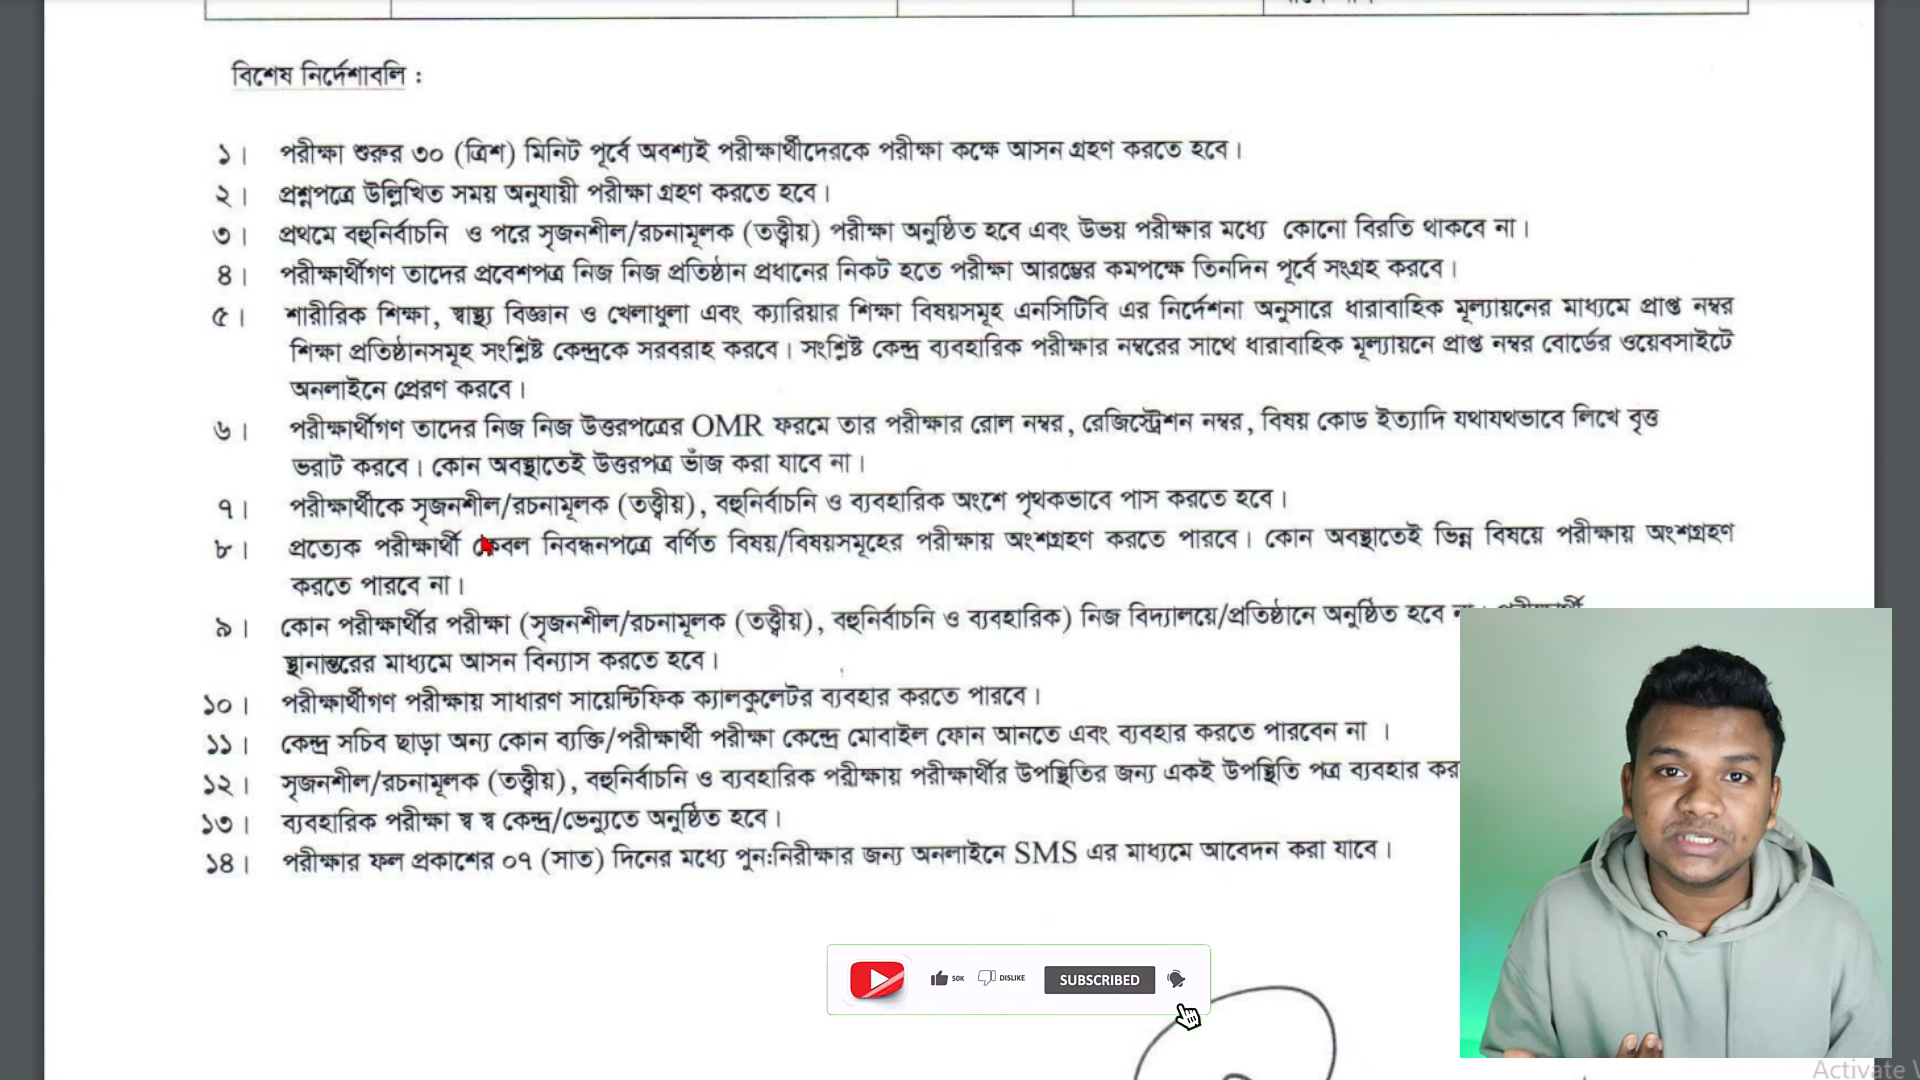 বিশেষ নির্দেশাবলি :
১। পরীক্ষা শুরুর ৩০ (ত্রিশ) মিনিট পূর্বে অবশ্যই পরীক্ষার্থীদেরকে পরীক্ষা কক্ষে আসন গ্রহণ করতে হবে।
২। প্রশ্নপত্রে উল্লিখিত সময় অনুযায়ী পরীক্ষা গ্রহণ করতে হবে।
৩। প্রথমে বহুনির্বাচনি ও পরে সৃজনশীল/রচনামূলক (তত্ত্বীয়) পরীক্ষা অনুষ্ঠিত হবে এবং উভয় পরীক্ষার মধ্যে কোনো বিরতি থাকবে না।
৪। পরীক্ষার্থীগণ তাদের প্রবেশপত্র নিজ নিজ প্রতিষ্ঠান প্রধানের নিকট হতে পরীক্ষা আরম্ভের কমপক্ষে তিনদিন পূর্বে সংগ্রহ করবে।
৫। শারীরিক শিক্ষা, স্বাস্থ্য বিজ্ঞান ও খেলাধুলা এবং ক্যারিয়ার শিক্ষা বিষয়সমূহ এনসিটিবি এর নির্দেশনা অনুসারে ধারাবাহিক মূল্যায়নের মাধ্যমে প্রাপ্ত নম্বর
শিক্ষা প্রতিষ্ঠানসমূহ সংশ্লিষ্ট কেন্দ্রকে সরবরাহ করবে। সংশ্লিষ্ট কেন্দ্র ব্যবহারিক পরীক্ষার নম্বরের সাথে ধারাবাহিক মূল্যায়নে প্রাপ্ত নম্বর বোর্ডের ওয়েবসাইটে
অনলাইনে প্রেরণ করবে।
৬। পরীক্ষার্থীগণ তাদের নিজ নিজ উত্তরপত্রের OMR ফরমে তার পরীক্ষার রোল নম্বর, রেজিস্ট্রেশন নম্বর, বিষয় কোড ইত্যাদি যথাযথভাবে লিখে বৃত্ত
ভরাট করবে। কোন অবস্থাতেই উত্তরপত্র ভাঁজ করা যাবে না।
৭। পরীক্ষার্থীকে সৃজনশীল/রচনামূলক (তত্ত্বীয়), বহুনির্বাচনি ও ব্যবহারিক অংশে পৃথকভাবে পাস করতে হবে।
৮। প্রত্যেক পরীক্ষার্থী কেবল নিবন্ধনপত্রে বর্ণিত বিষয়/বিষয়সমূহের পরীক্ষায় অংশগ্রহণ করতে পারবে। কোন অবস্থাতেই ভিন্ন বিষয়ে পরীক্ষায় অংশগ্রহণ
করতে পারবে না।
৯। কোন পরীক্ষার্থীর পরীক্ষা (সৃজনশীল/রচনামূলক (তত্ত্বীয়), বহুনির্বাচনি ও ব্যবহারিক) নিজ বিদ্যালয়ে/প্রতিষ্ঠানে অনুষ্ঠিত হবে
স্থানান্তরের মাধ্যমে আসন বিন্যাস করতে হবে।
১০। পরীক্ষার্থীগণ পরীক্ষায় সাধারণ সায়েন্টিফিক ক্যালকুলেটর ব্যবহার করতে পারবে।
১১। কেন্দ্র সচিব ছাড়া অন্য কোন ব্যক্তি/পরীক্ষার্থী পরীক্ষা কেন্দ্রে মোবাইল ফোন আনতে এবং ব্যবহার করতে পারবেন না ।
১২। সৃজনশীল/রচনামূলক (তত্ত্বীয়), বহুনির্বাচনি ও ব্যবহারিক পরীক্ষায় পরীক্ষার্থীর উপস্থিতির জন্য একই উপস্থিতি পত্র ব্যবহার
১৩। ব্যবহারিক পরীক্ষা স্ব স্ব কেন্দ্র/ভেন্যুতে অনুষ্ঠিত হবে।
১৪। পরীক্ষার ফল প্রকাশের ০৭ (সাত) দিনের মধ্যে পুন:নিরীক্ষার জন্য অনলাইনে SMS এর মাধ্যমে আবেদন করা যাবে।
50K DISLIKE SUBSCRIBED
Activate